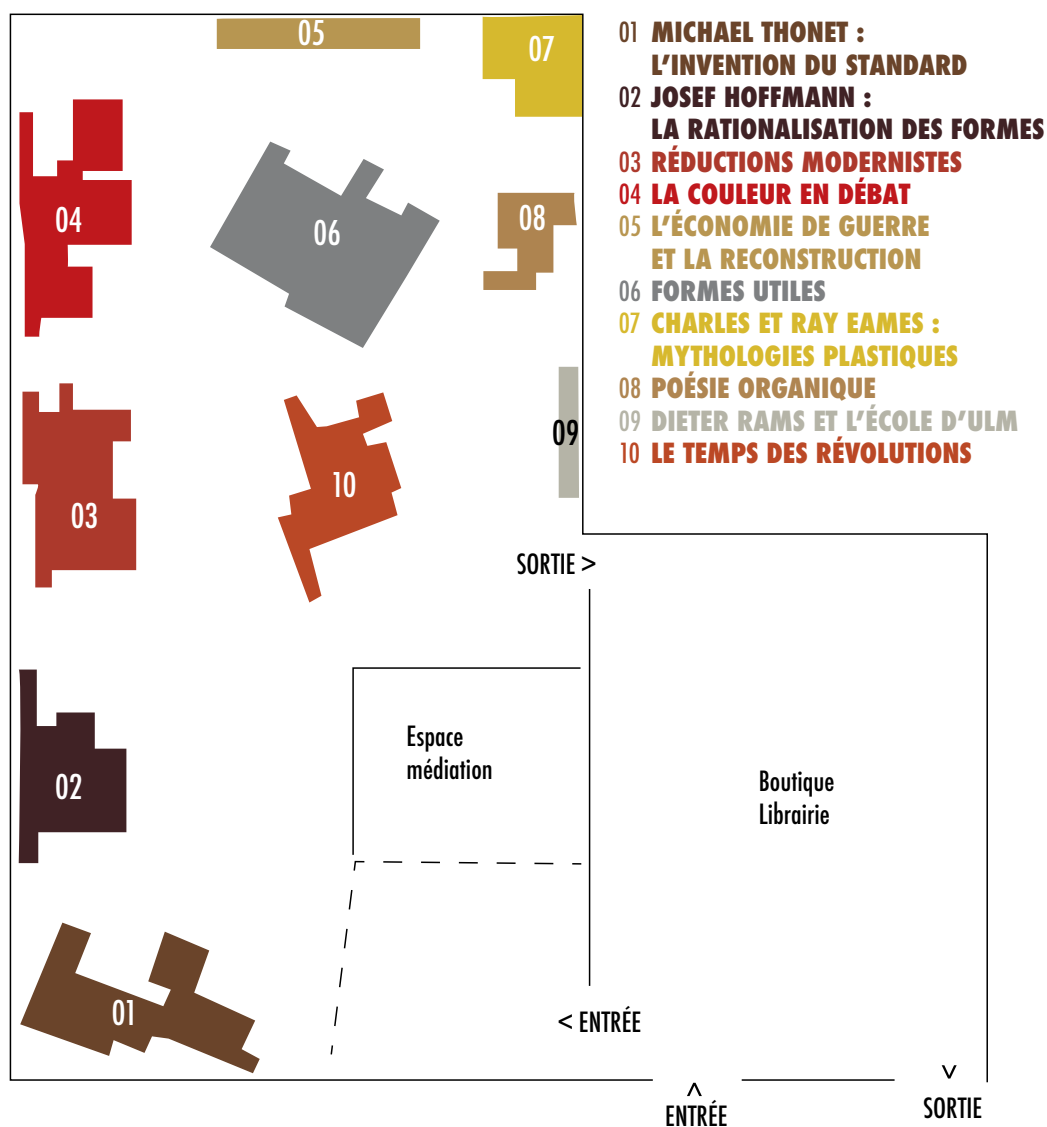 05
07
04
06
08
09
10
03
SORTIE >
02
Espace
médiation
Boutique
Librairie
01
< ENTRÉE
>
ENTRÉE
>
SORTIE
01 MICHAEL THONET :
L’INVENTION DU STANDARD
02 JOSEF HOFFMANN :
LA RATIONALISATION DES FORMES
03 RÉDUCTIONS MODERNISTES
04 LA COULEUR EN DÉBAT
05 L’ÉCONOMIE DE GUERRE
ET LA RECONSTRUCTION
06 FORMES UTILES
07 CHARLES ET RAY EAMES :
MYTHOLOGIES PLASTIQUES
08 POÉSIE ORGANIQUE
09 DIETER RAMS ET L’ÉCOLE D’ULM
10 LE TEMPS DES RÉVOLUTIONS